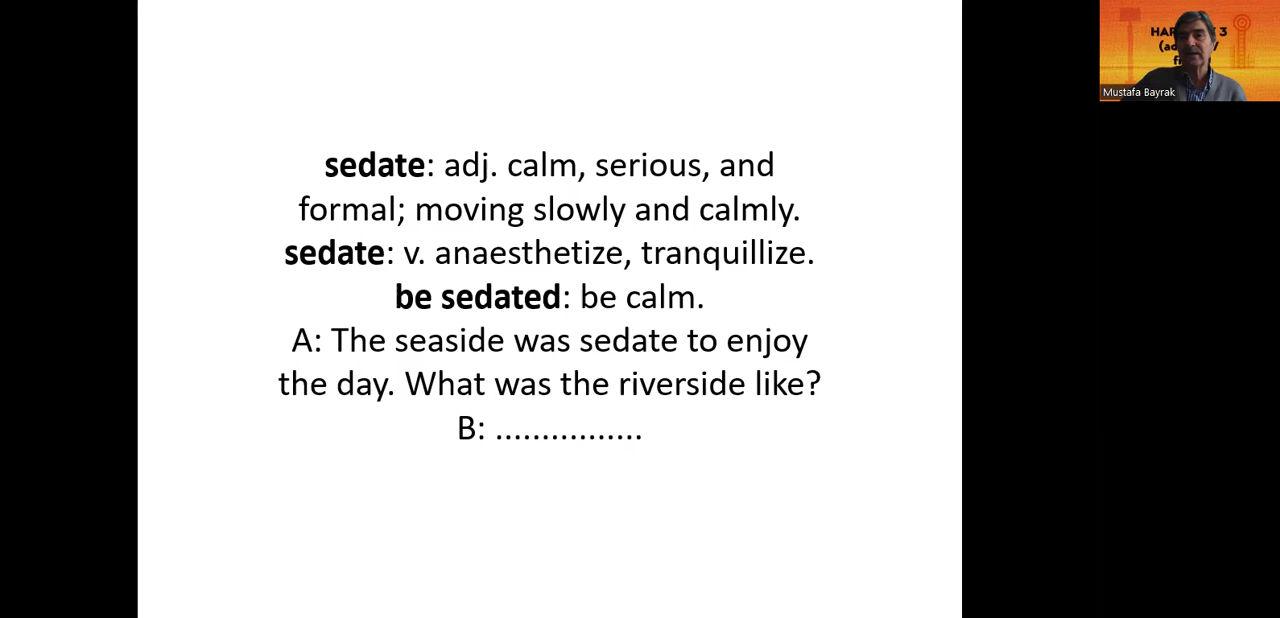 sedate: adj. calm, serious, and
formal; moving slowly and calmly.
sedate: v. anaesthetize, tranquillize.
be sedated: be calm.
A: The seaside was sedate to enjoy
the day. What was the riverside like?
B: ................
3
Mustafa Bayrak